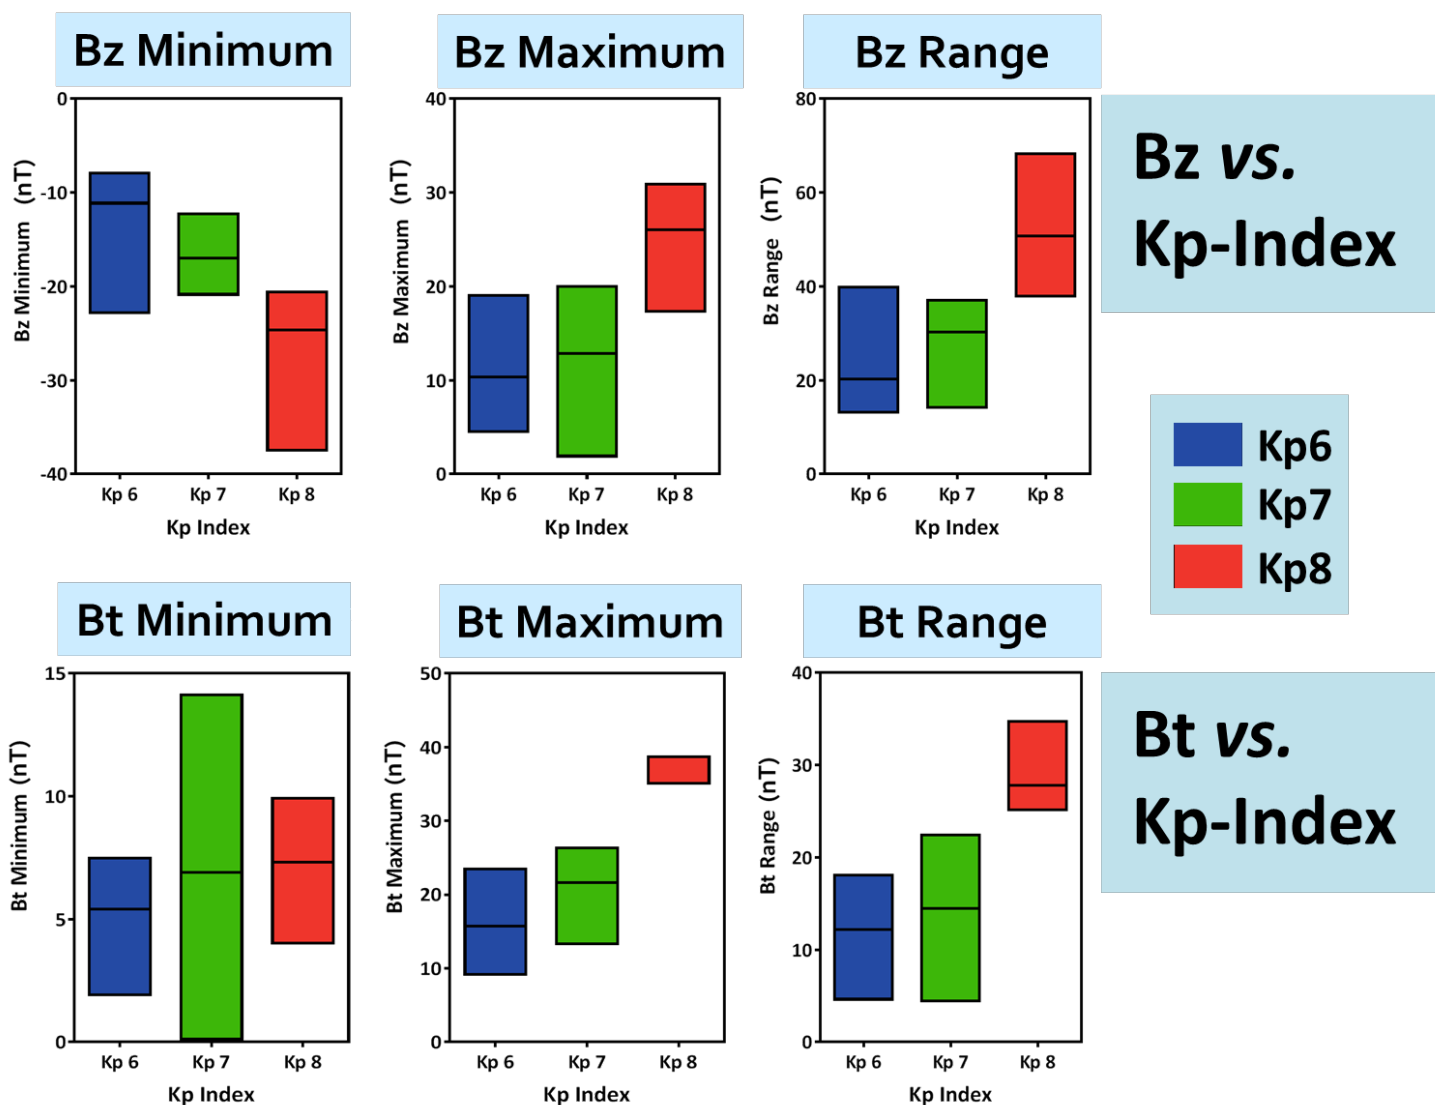 Bz Minimum
Bz Maximum
Bz Range
0
-10
-20
-30
-40
Bz Minimum (nT)
Kp 6 Kp 7 Kp 8
Kp Index
40
30
20
10
0
Bz Maximum (nT)
Kp 6 Kp 7 Kp 8
Kp Index
80
60
40
20
0
Bz Range (nT)
Kp 6 Kp 7 Kp 8
Kp Index
Bz vs.
Kp-Index
Kp6
Kp7
Kp8
Bt Minimum
Bt Maximum
Bt Range
15
10
5
0
Bt Minimum (nT)
Kp 6 Kp 7 Kp 8
Kp Index
50
40
30
20
10
0
Bt Maximum (nT)
Kp 6 Kp 7 Kp 8
Kp Index
40
30
20
10
0
Bt Range (nT)
Kp 6 Kp 7 Kp 8
Kp Index
Bt vs.
Kp-Index